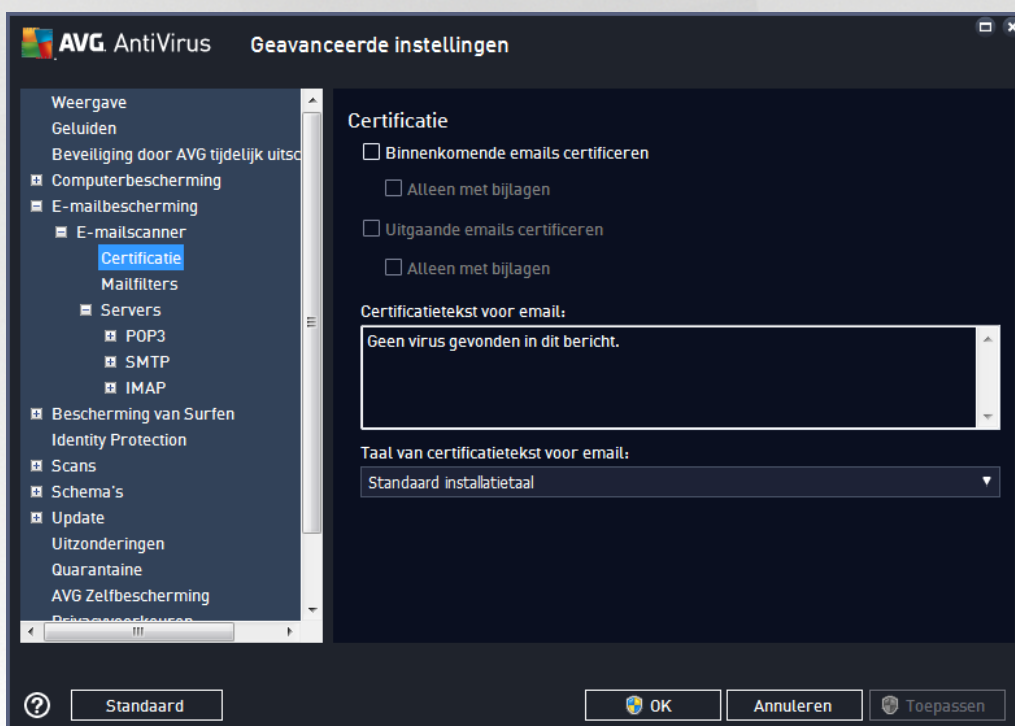 AVG. AntiVirus Geavanceerde instellingen
Weergave
Geluiden
Beveiliging door AVG tijdelijk uitsc
Computerbescherming
E-mailbescherming
E-mailscanner
Certificatie
Mailfilters
Servers
POP3
SMTP
IMAP
Bescherming van Surfen
Identity Protection
Scans
Schema's
Update
Uitzonderingen
Quarantaine
AVG Zelfbescherming
Privacyvoorkeuren
Certificatie
Binnenkomende emails certificeren
Alleen met bijlagen
Uitgaande emails certificeren
Alleen met bijlagen
Certificatietekst voor email:
Geen virus gevonden in dit bericht.
Taal van certificatietekst voor email:
Standaard installatietaal
? Standaard OK Annuleren Toepassen